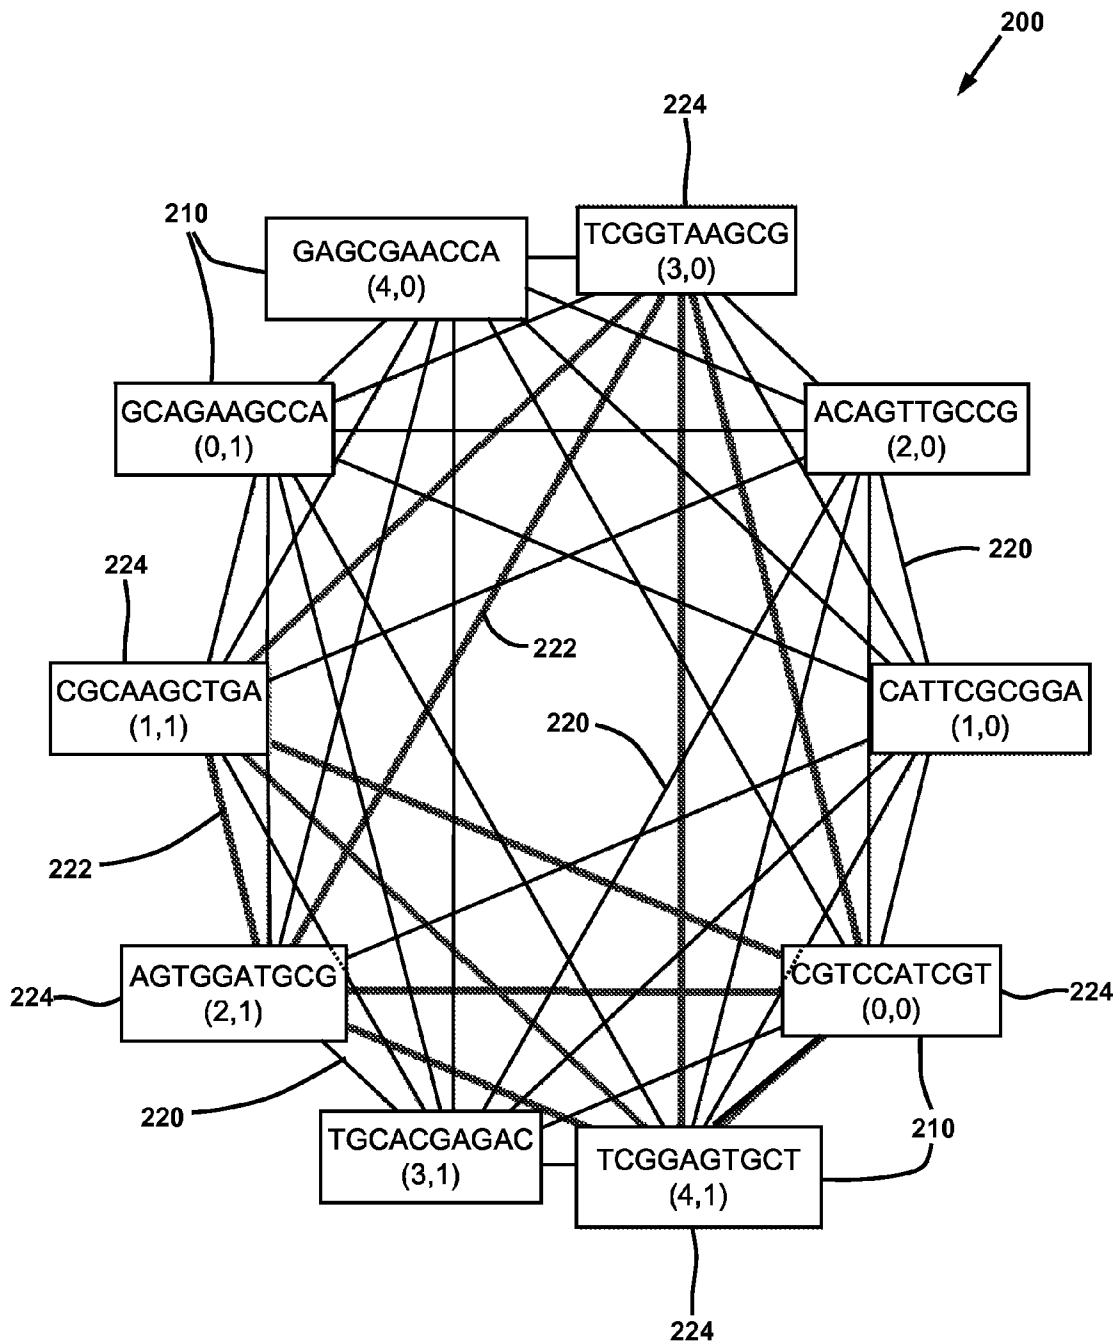 200
224
210
TCGGTAAGCG
(3,0)
GAGCGAACCA
(4,0)
GCAGAAGCCA
(0,1)
ACAGTTGCCG
(2,0)
220
224
222
CGCAAGCTGA
(1,1)
CATTCGCGGA
(1,0)
220
222
AGTGGATGCG
(2,1)
CGTCCATCGT
(0,0)
224
224
220
TGCACGAGAC
(3,1)
TCGGAGTGCT
(4,1)
210
224